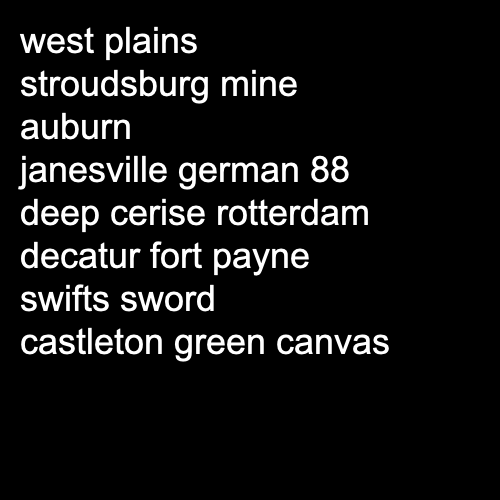 west plains
stroudsburg mine
auburn
janesville german 88
deep cerise rotterdam
decatur fort payne
swifts sword
castleton green canvas